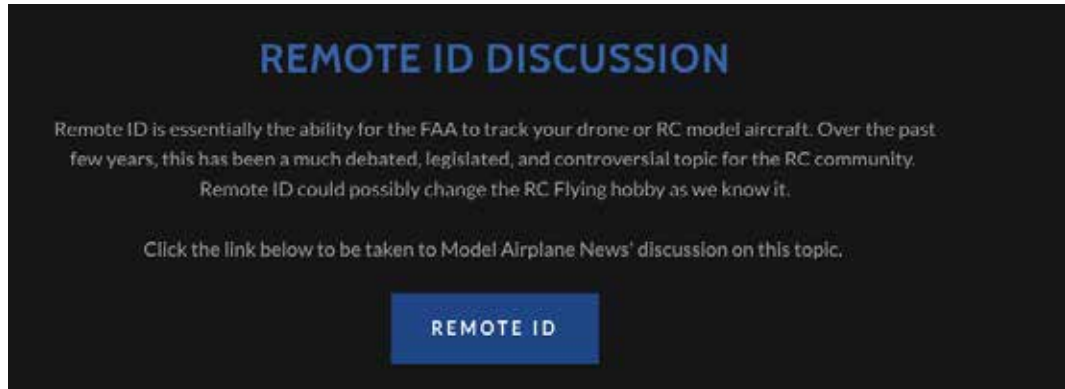 REMOTE ID DISCUSSION
Remote ID is essentially the ability for the FAA to track your drone or RC model aircraft. Over the past
few years, this has been a much debated, legislated, and controversial topic for the RC community.
Remote ID could possibly change the RC Flying hobby as we know it.
Click the link below to be taken to Model Airplane News' discussion on this topic.
REMOTE ID